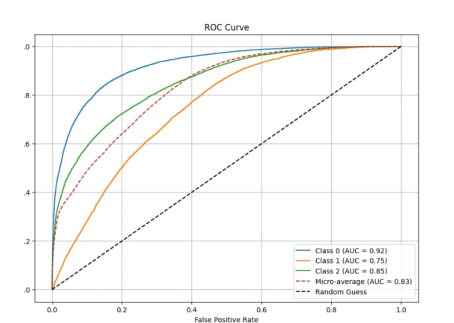 ROC Curve
.0
.8
.6
.4
.2
.0
0.0 0.2 0.4 0.6 0.8 1.0
False Positive Rate
Class 0 (AUC = 0.92)
Class 1 (AUC = 0.75)
Class 2 (AUC = 0.85)
Micro-average (AUC = 0.83)
Random Guess